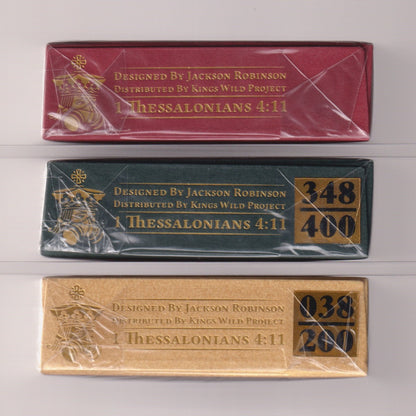 Designed By Jackson Robinson
Distributed By Kings Wild Project
1 Thessalonians 4:11
Designed By Jackson Robinson
Distributed By Kings Wild Project
1 Thessalonians 4:11
348
400
Designed By Jackson Robinson
Distributed By Kings Wild Project
1 Thessalonians 4:11
038
200